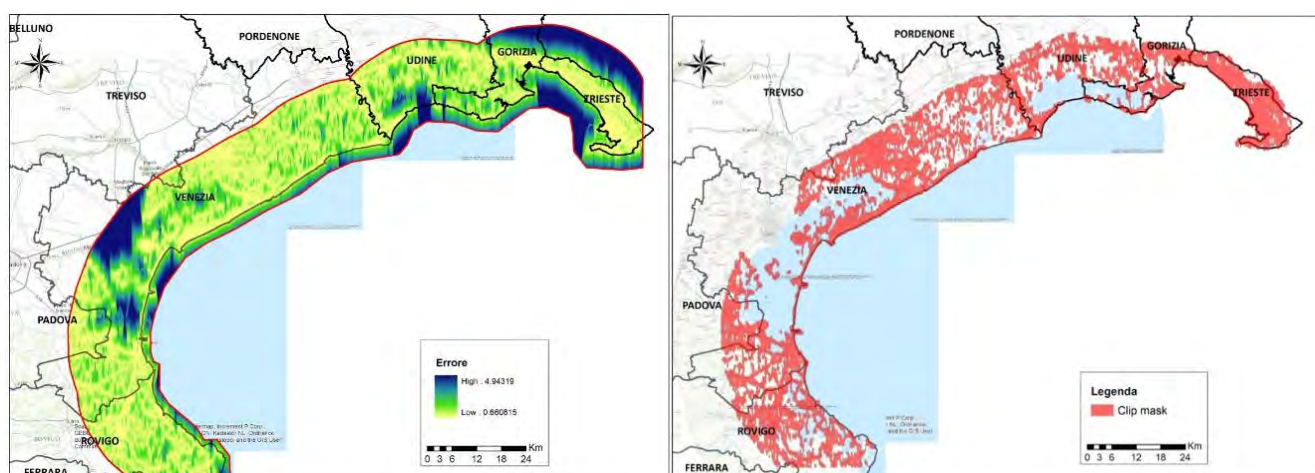 BELLUNO
PORDENONE
UDINE
GORIZIA
TREVISO
TRIESTE
VENEZIA
PADOVA
ROVIGO
FERRARA
Errore
High : 4.94319
Low : 0.660815
Km
0 3 6 12 18 24
PORDENONE
UDINE
GORIZIA
TREVISO
TRIESTE
VENEZIA
PADOVA
ROVIGO
FERRARA
Legenda
Clip mask
Km
0 3 6 12 18 24